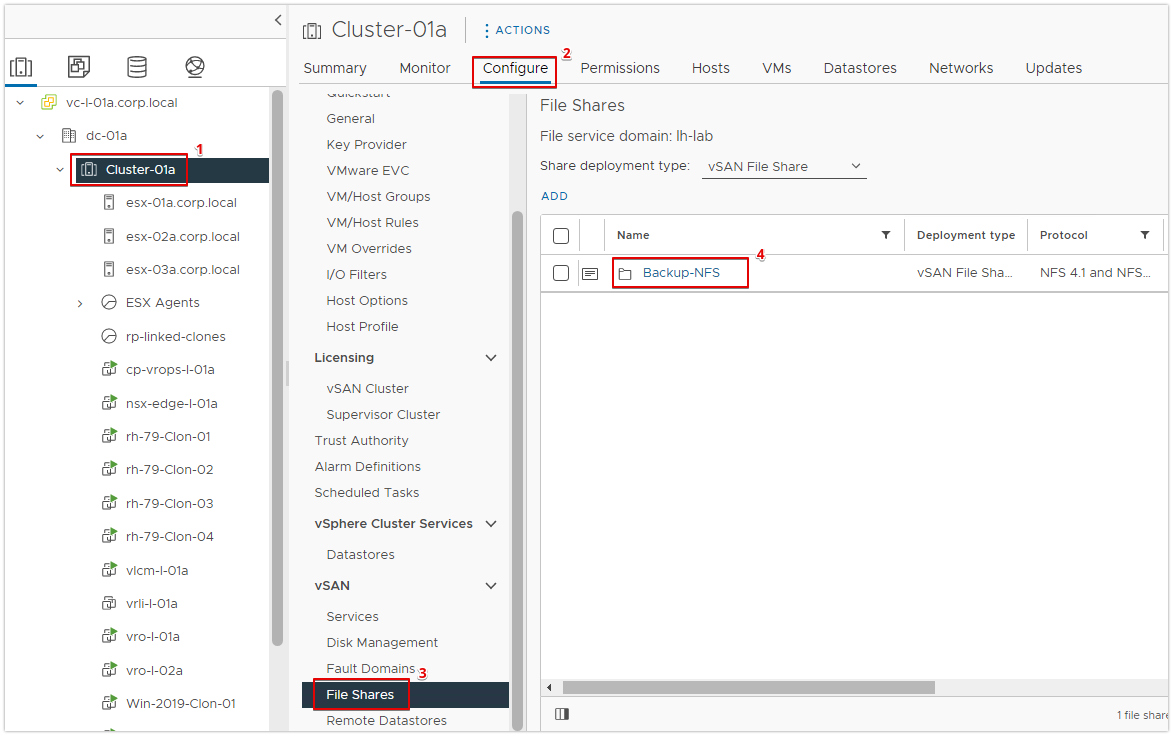 Cluster-01a
ACTIONS
Summary
Monitor
Configure
2
Permissions
Hosts
VMs
Datastores
Networks
Updates
vc-l-01a.corp.local
dc-01a
1
Cluster-01a
esx-01a.corp.local
esx-02a.corp.local
esx-03a.corp.local
ESX Agents
rp-linked-clones
cp-vrops-l-01a
nsx-edge-l-01a
rh-79-Clon-01
rh-79-Clon-02
rh-79-Clon-03
rh-79-Clon-04
vlcm-l-01a
vrli-l-01a
vro-l-01a
vro-l-02a
Win-2019-Clon-01
Quickstart
General
Key Provider
VMware EVC
VM/Host Groups
VM/Host Rules
VM Overrides
I/O Filters
Host Options
Host Profile
Licensing
vSAN Cluster
Supervisor Cluster
Trust Authority
Alarm Definitions
Scheduled Tasks
vSphere Cluster Services
Datastores
vSAN
Services
Disk Management
Fault Domains
3
File Shares
Remote Datastores
File Shares
File service domain: lh-lab
Share deployment type: vSAN File Share
ADD
Name
Deployment type
Protocol
4
Backup-NFS
vSAN File Sha...
NFS 4.1 and NFS...
1 file share